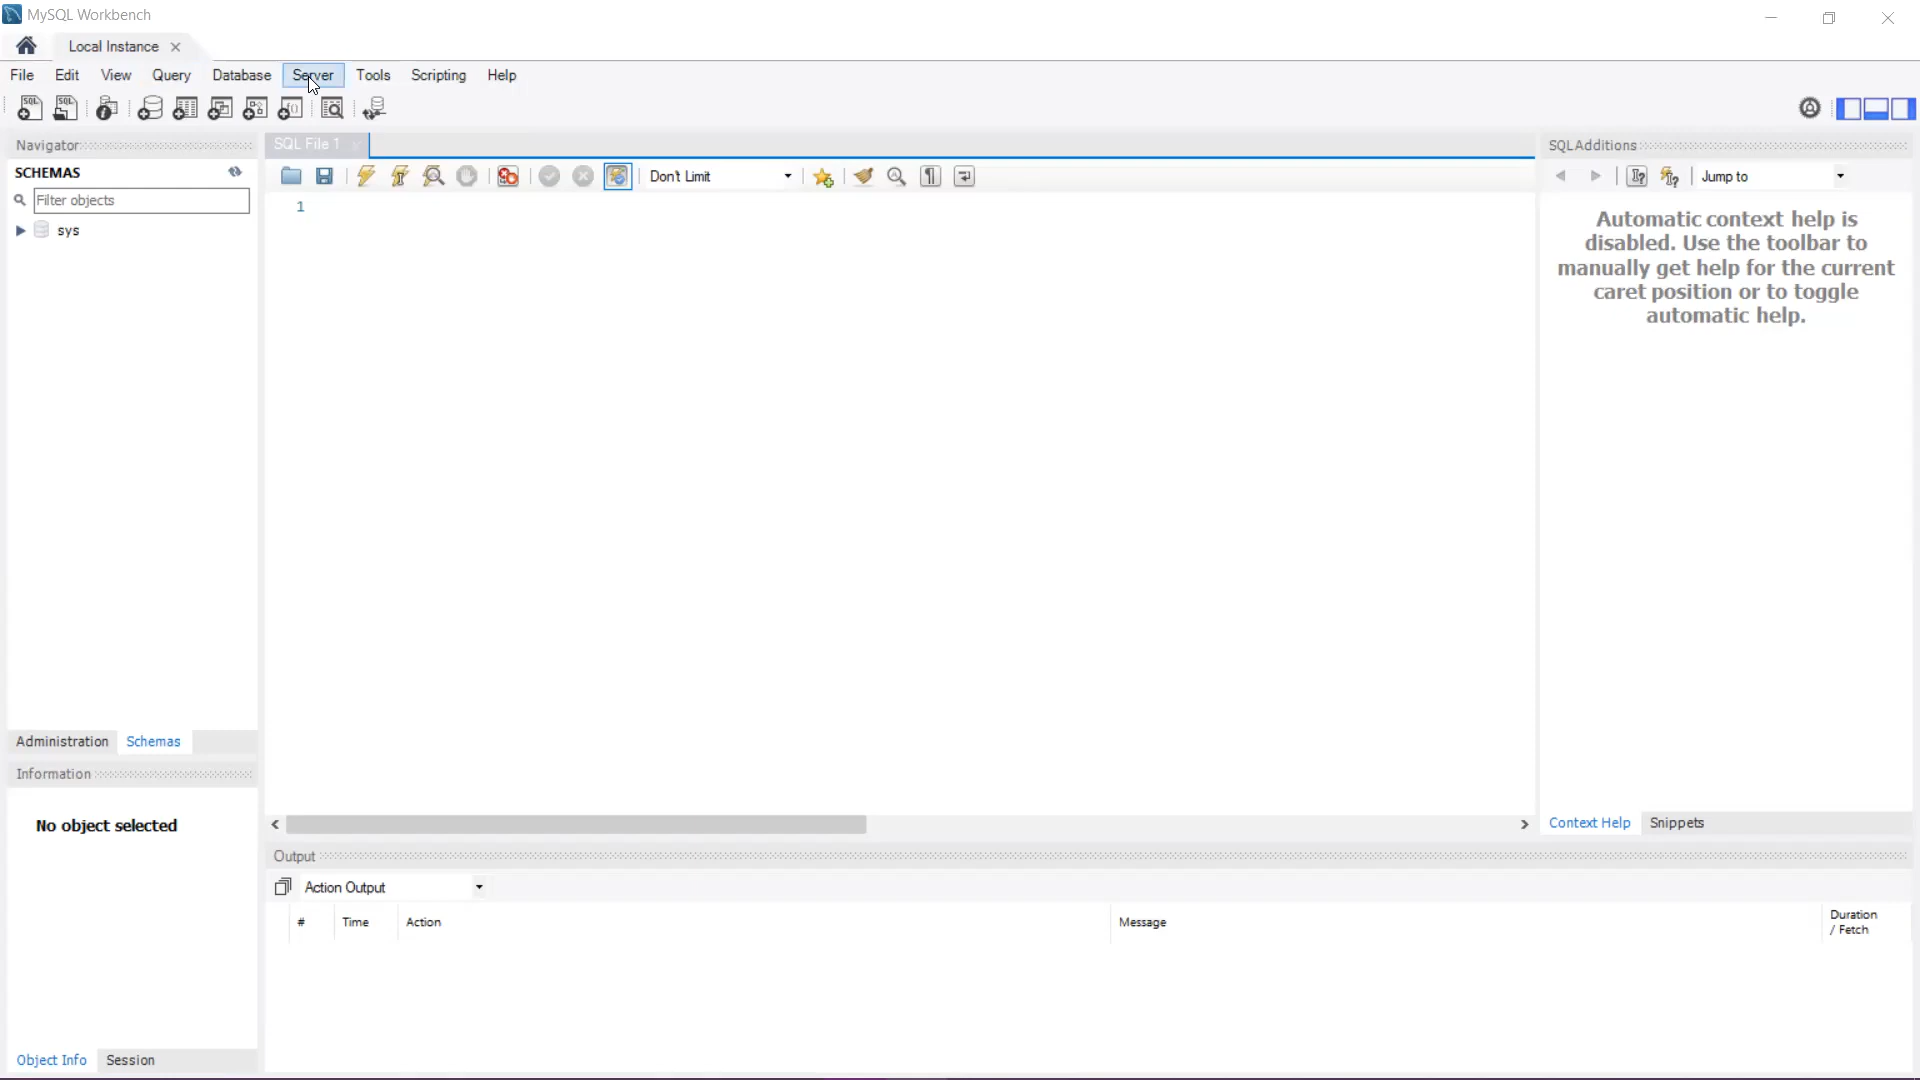 MySQL Workbench
Local Instance
File Edit View Query Database Server Tools Scripting Help
Navigator
SCHEMAS
Filter objects
sys
SQL File 1
Don't Limit
1
SQLAdditions
Jump to
Automatic context help is
disabled. Use the toolbar to
manually get help for the current
caret position or to toggle
automatic help.
Administration Schemas
Information
No object selected
Context Help Snippets
Output
Action Output
# Time Action Message Duration
/ Fetch
Object Info Session